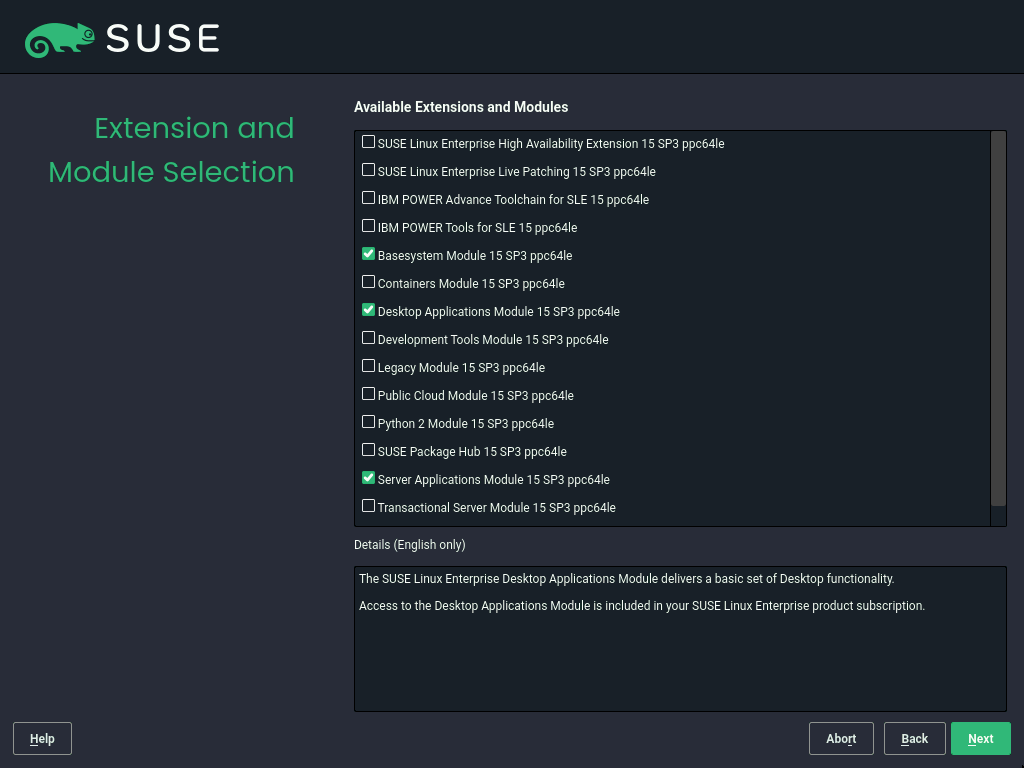 SUSE
Extension and
Module Selection
Available Extensions and Modules
SUSE Linux Enterprise High Availability Extension 15 SP3 ppc64le
SUSE Linux Enterprise Live Patching 15 SP3 ppc64le
IBM POWER Advance Toolchain for SLE 15 ppc64le
IBM POWER Tools for SLE 15 ppc64le
Basesystem Module 15 SP3 ppc64le
Containers Module 15 SP3 ppc64le
Desktop Applications Module 15 SP3 ppc64le
Development Tools Module 15 SP3 ppc64le
Legacy Module 15 SP3 ppc64le
Public Cloud Module 15 SP3 ppc64le
Python 2 Module 15 SP3 ppc64le
SUSE Package Hub 15 SP3 ppc64le
Server Applications Module 15 SP3 ppc64le
Transactional Server Module 15 SP3 ppc64le
Details (English only)
The SUSE Linux Enterprise Desktop Applications Module delivers a basic set of Desktop functionality.
Access to the Desktop Applications Module is included in your SUSE Linux Enterprise product subscription.
Help
Abort
Back
Next